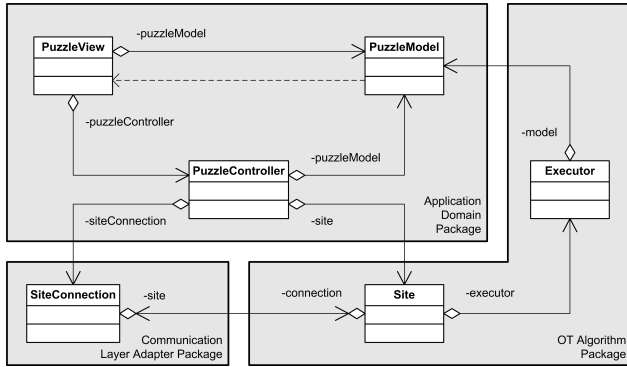 -puzzleModel
PuzzleView
PuzzleModel
-puzzleController
-model
-puzzleModel
PuzzleController
Executor
Application
Domain
Package
-siteConnection
-site
SiteConnection
-site
-connection
Site
-executor
Communication
Layer Adapter Package
OT Algorithm
Package